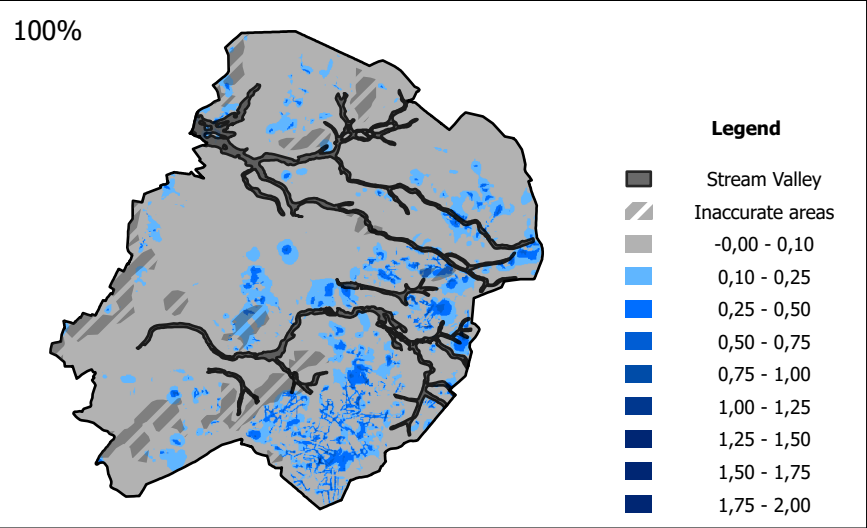 100%
Legend
Stream Valley
Inaccurate areas
-0,00 - 0,10
0,10 - 0,25
0,25 - 0,50
0,50 - 0,75
0,75 - 1,00
1,00 - 1,25
1,25 - 1,50
1,50 - 1,75
1,75 - 2,00